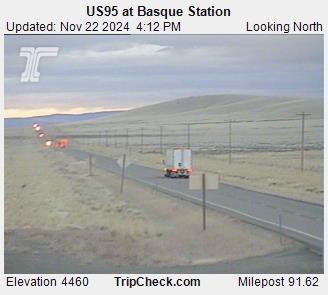 US95 at Basque Station
Updated: Nov 22 2024 4:12 PM Looking North
Elevation 4460 TripCheck.com Milepost 91.62